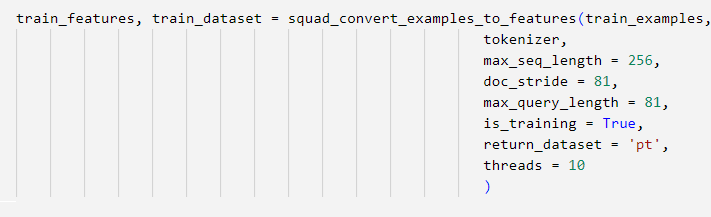 train_features, train_dataset = squad_convert_examples_to_features(train_examples,
tokenizer,
max_seq_length = 256,
doc_stride = 81,
max_query_length = 81,
is_training = True,
return_dataset = 'pt',
threads = 10
)